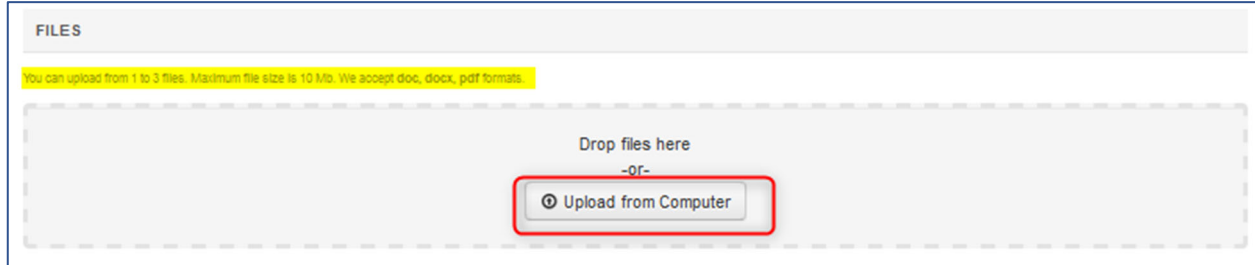 FILES
You can upload from 1 to 3 files. Maximum file size is 10 Mb. We accept doc, docx, pdf formats.
Drop files here
-or-
Upload from Computer